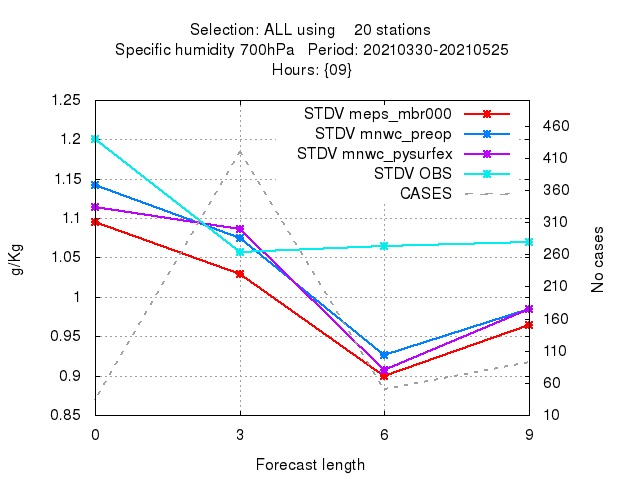 Selection: ALL using    20 stations
Specific humidity 700hPa   Period: 20210330-20210525
Hours: {09}
STDV meps_mbr000
STDV mnwc_preop
STDV mnwc_pysurfex
STDV OBS
CASES
g/Kg
1.25
1.2
1.15
1.1
1.05
1
0.95
0.9
0.85
460
410
360
310
260
210
160
110
60
10
No cases
0 3 6 9
Forecast length